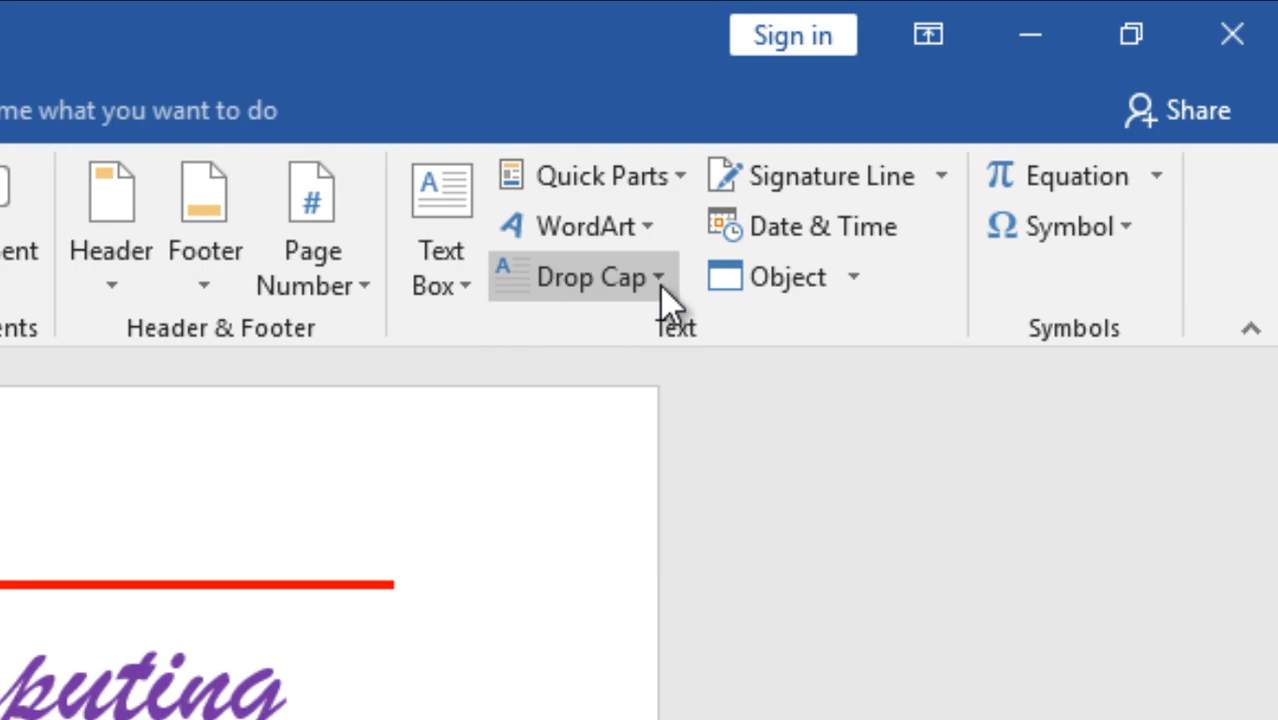 Sign in
me what you want to do
Share
ent
Header
Footer
Page
Number
#
Header & Footer
A
Text
Box
Quick Parts
A WordArt
A Drop Cap
Signature Line
Date & Time
Object
Text
π Equation
Ω Symbol
Symbols
ents
puting